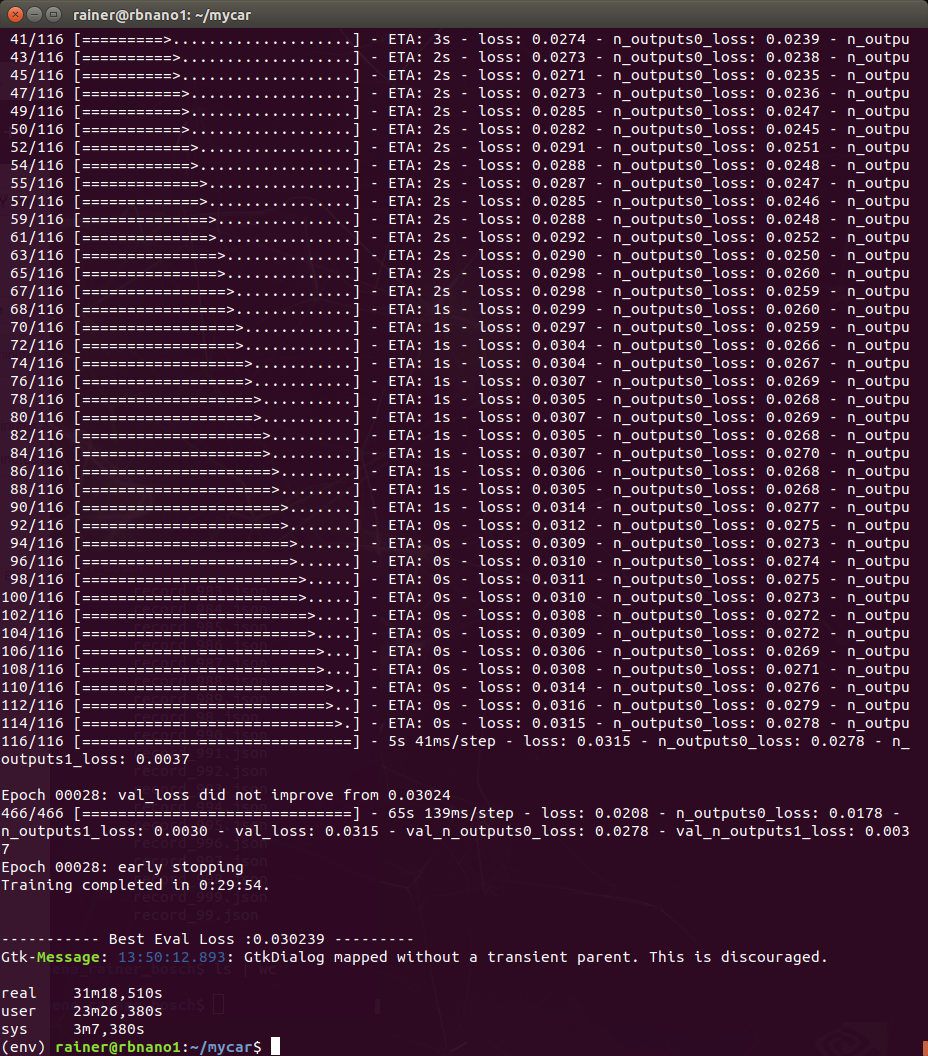 rainer@rbnano1: ~/mycar
41/116 [=========>....................] - ETA: 3s - loss: 0.0274 - n_outputs0_loss: 0.0239 - n_outpu
43/116 [==========>...................] - ETA: 2s - loss: 0.0273 - n_outputs0_loss: 0.0238 - n_outpu
45/116 [==========>...................] - ETA: 2s - loss: 0.0271 - n_outputs0_loss: 0.0235 - n_outpu
47/116 [===========>..................] - ETA: 2s - loss: 0.0273 - n_outputs0_loss: 0.0236 - n_outpu
49/116 [===========>..................] - ETA: 2s - loss: 0.0285 - n_outputs0_loss: 0.0247 - n_outpu
50/116 [===========>..................] - ETA: 2s - loss: 0.0282 - n_outputs0_loss: 0.0245 - n_outpu
52/116 [============>.................] - ETA: 2s - loss: 0.0291 - n_outputs0_loss: 0.0251 - n_outpu
54/116 [============>.................] - ETA: 2s - loss: 0.0288 - n_outputs0_loss: 0.0248 - n_outpu
55/116 [=============>................] - ETA: 2s - loss: 0.0287 - n_outputs0_loss: 0.0247 - n_outpu
57/116 [=============>................] - ETA: 2s - loss: 0.0285 - n_outputs0_loss: 0.0246 - n_outpu
59/116 [==============>...............] - ETA: 2s - loss: 0.0288 - n_outputs0_loss: 0.0248 - n_outpu
61/116 [==============>...............] - ETA: 2s - loss: 0.0292 - n_outputs0_loss: 0.0252 - n_outpu
63/116 [===============>..............] - ETA: 2s - loss: 0.0290 - n_outputs0_loss: 0.0250 - n_outpu
65/116 [===============>..............] - ETA: 2s - loss: 0.0298 - n_outputs0_loss: 0.0260 - n_outpu
67/116 [================>.............] - ETA: 2s - loss: 0.0298 - n_outputs0_loss: 0.0259 - n_outpu
68/116 [================>.............] - ETA: 1s - loss: 0.0299 - n_outputs0_loss: 0.0260 - n_outpu
70/116 [=================>............] - ETA: 1s - loss: 0.0297 - n_outputs0_loss: 0.0259 - n_outpu
72/116 [=================>............] - ETA: 1s - loss: 0.0304 - n_outputs0_loss: 0.0266 - n_outpu
74/116 [==================>...........] - ETA: 1s - loss: 0.0304 - n_outputs0_loss: 0.0267 - n_outpu
76/116 [==================>...........] - ETA: 1s - loss: 0.0307 - n_outputs0_loss: 0.0269 - n_outpu
78/116 [===================>..........] - ETA: 1s - loss: 0.0305 - n_outputs0_loss: 0.0268 - n_outpu
80/116 [===================>..........] - ETA: 1s - loss: 0.0307 - n_outputs0_loss: 0.0269 - n_outpu
82/116 [====================>.........] - ETA: 1s - loss: 0.0305 - n_outputs0_loss: 0.0268 - n_outpu
84/116 [====================>.........] - ETA: 1s - loss: 0.0307 - n_outputs0_loss: 0.0270 - n_outpu
86/116 [=====================>........] - ETA: 1s - loss: 0.0306 - n_outputs0_loss: 0.0268 - n_outpu
88/116 [=====================>........] - ETA: 1s - loss: 0.0305 - n_outputs0_loss: 0.0268 - n_outpu
90/116 [======================>.......] - ETA: 1s - loss: 0.0314 - n_outputs0_loss: 0.0277 - n_outpu
92/116 [======================>.......] - ETA: 0s - loss: 0.0312 - n_outputs0_loss: 0.0275 - n_outpu
94/116 [=======================>......] - ETA: 0s - loss: 0.0309 - n_outputs0_loss: 0.0273 - n_outpu
96/116 [=======================>......] - ETA: 0s - loss: 0.0310 - n_outputs0_loss: 0.0274 - n_outpu
98/116 [========================>.....] - ETA: 0s - loss: 0.0311 - n_outputs0_loss: 0.0275 - n_outpu
100/116 [========================>.....] - ETA: 0s - loss: 0.0310 - n_outputs0_loss: 0.0273 - n_outpu
102/116 [=========================>....] - ETA: 0s - loss: 0.0308 - n_outputs0_loss: 0.0272 - n_outpu
104/116 [=========================>....] - ETA: 0s - loss: 0.0309 - n_outputs0_loss: 0.0272 - n_outpu
106/116 [==========================>...] - ETA: 0s - loss: 0.0306 - n_outputs0_loss: 0.0269 - n_outpu
108/116 [==========================>...] - ETA: 0s - loss: 0.0308 - n_outputs0_loss: 0.0271 - n_outpu
110/116 [===========================>..] - ETA: 0s - loss: 0.0314 - n_outputs0_loss: 0.0276 - n_outpu
112/116 [===========================>..] - ETA: 0s - loss: 0.0316 - n_outputs0_loss: 0.0279 - n_outpu
114/116 [============================>.] - ETA: 0s - loss: 0.0315 - n_outputs0_loss: 0.0278 - n_outpu
116/116 [==============================] - 5s 41ms/step - loss: 0.0315 - n_outputs0_loss: 0.0278 - n_
outputs1_loss: 0.0037
Epoch 00028: val_loss did not improve from 0.03024
466/466 [==============================] - 65s 139ms/step - loss: 0.0208 - n_outputs0_loss: 0.0178 -
n_outputs1_loss: 0.0030 - val_loss: 0.0315 - val_n_outputs0_loss: 0.0278 - val_n_outputs1_loss: 0.003
7
Epoch 00028: early stopping
Training completed in 0:29:54.
----------- Best Eval Loss :0.030239 ---------
Gtk-Message: 13:50:12.893: GtkDialog mapped without a transient parent. This is discouraged.
real    31m18,510s
user    23m26,380s
sys     3m7,380s
(env) rainer@rbnano1:~/mycar$